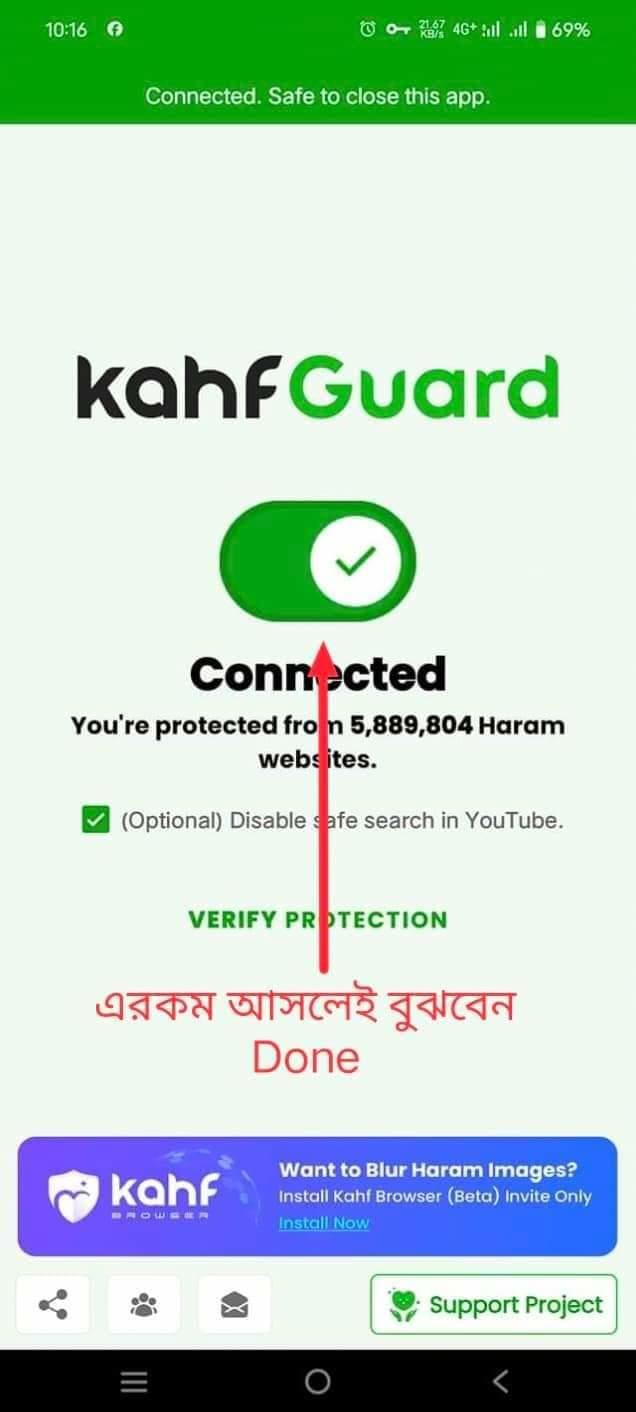 10:16 21.67 KB/s 4G+ 69%
Connected. Safe to close this app.
kahf Guard
Connected
You're protected from 5,889,804 Haram
websites.
(Optional) Disable safe search in YouTube.
VERIFY PROTECTION
এরকম আসলেই বুঝবেন
Done
kahf
BROWSER
Want to Blur Haram Images?
Install Kahf Browser (Beta) Invite Only
Install Now
Support Project